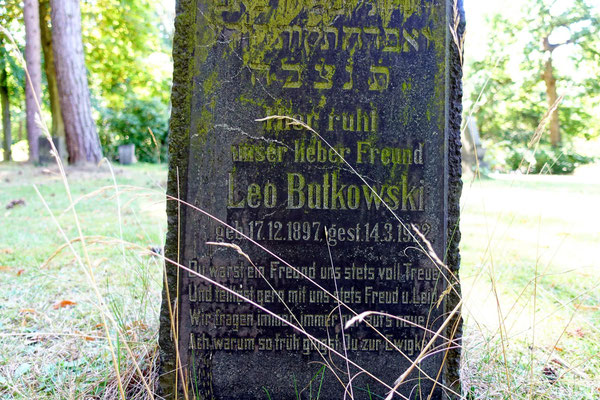 ת נ צ ב ה
Hier ruht
unser lieber Freund
Leo Bulkowski
geb. 17.12.1897, gest. 14.3.1922
Du warst ein Freund uns stets voll Treue
Und teiltest gern mit uns stets Freud u. Leid
Wir fragen immer, immer auf's neue
Ach, warum, so früh gingst Du zur Ewigkeit